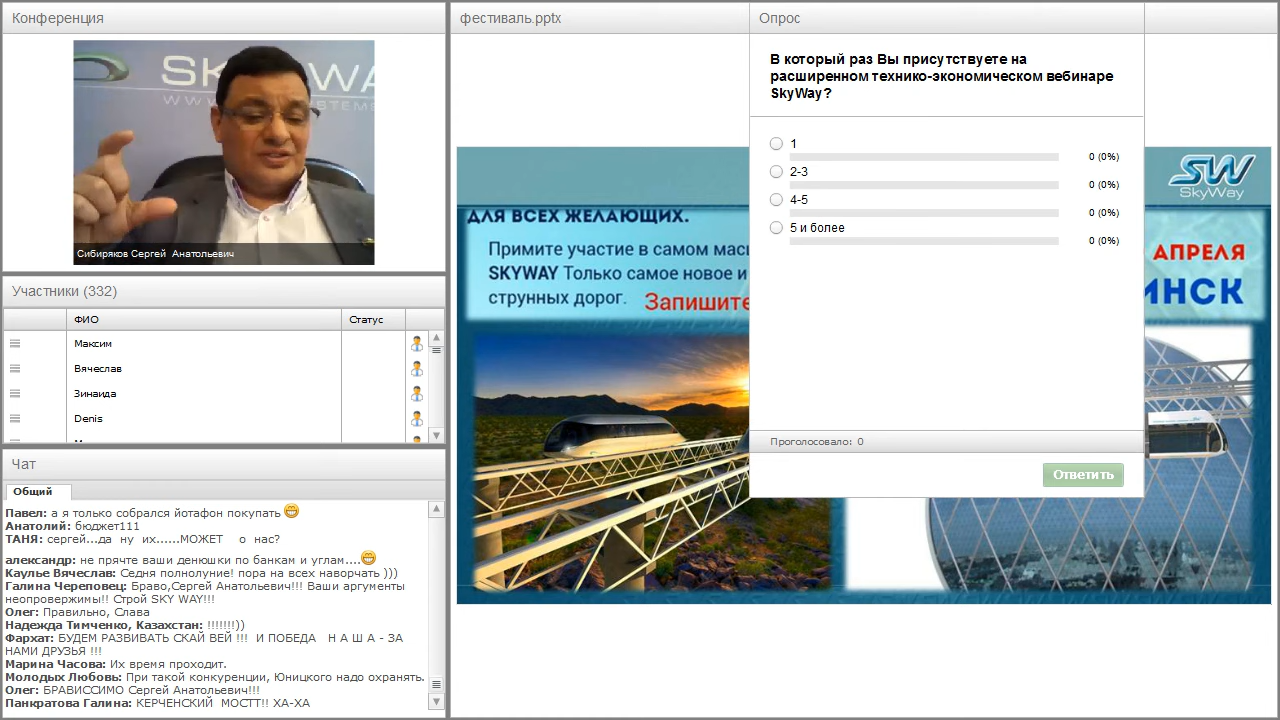 Конференция
SKYWAY
Сибиряков Сергей Анатольевич
Участники (332)
ФИО
Статус
Максим
Вячеслав
Зинаида
Denis
Чат
Общий
Павел: а я только собрался йотафон покупать
Анатолий: бюджет111
ТАНЯ: сергей...да ну их......МОЖЕТ о нас?
александр: не прячте ваши денюшки по банкам и углам....
Каулье Вячеслав: Седня полнолуние! пора на всех наворчать )))
Галина Череповец: Браво,Сергей Анатольевич!!! Ваши аргументы
неопровержимы!! Строй SKY WAY!!!
Олег: Правильно, Слава
Надежда Тимченко, Казахстан: !!!!!!!))
Фархат: БУДЕМ РАЗВИВАТЬ СКАЙ ВЕЙ !!! И ПОБЕДА Н А Ш А - ЗА
НАМИ ДРУЗЬЯ !!!
Марина Часова: Их время проходит.
Молодых Любовь: При такой конкуренции, Юницкого надо охранять.
Олег: БРАВИССИМО Сергей Анатольевич!!!
Панкратова Галина: КЕРЧЕНСКИЙ МОСТТ!! ХА-ХА
фестиваль.pptx
ДЛЯ ВСЕХ ЖЕЛАЮЩИХ.
Примите участие в самом
SKYWAY Только самое новое и
струнных дорог. Запишите
SW
SkyWay
АПРЕЛЯ
Опрос
В который раз Вы присутствуете на
расширенном технико-экономическом вебинаре
SkyWay?
1
0 (0%)
2-3
0 (0%)
4-5
0 (0%)
5 и более
0 (0%)
Проголосовало: 0
Ответить